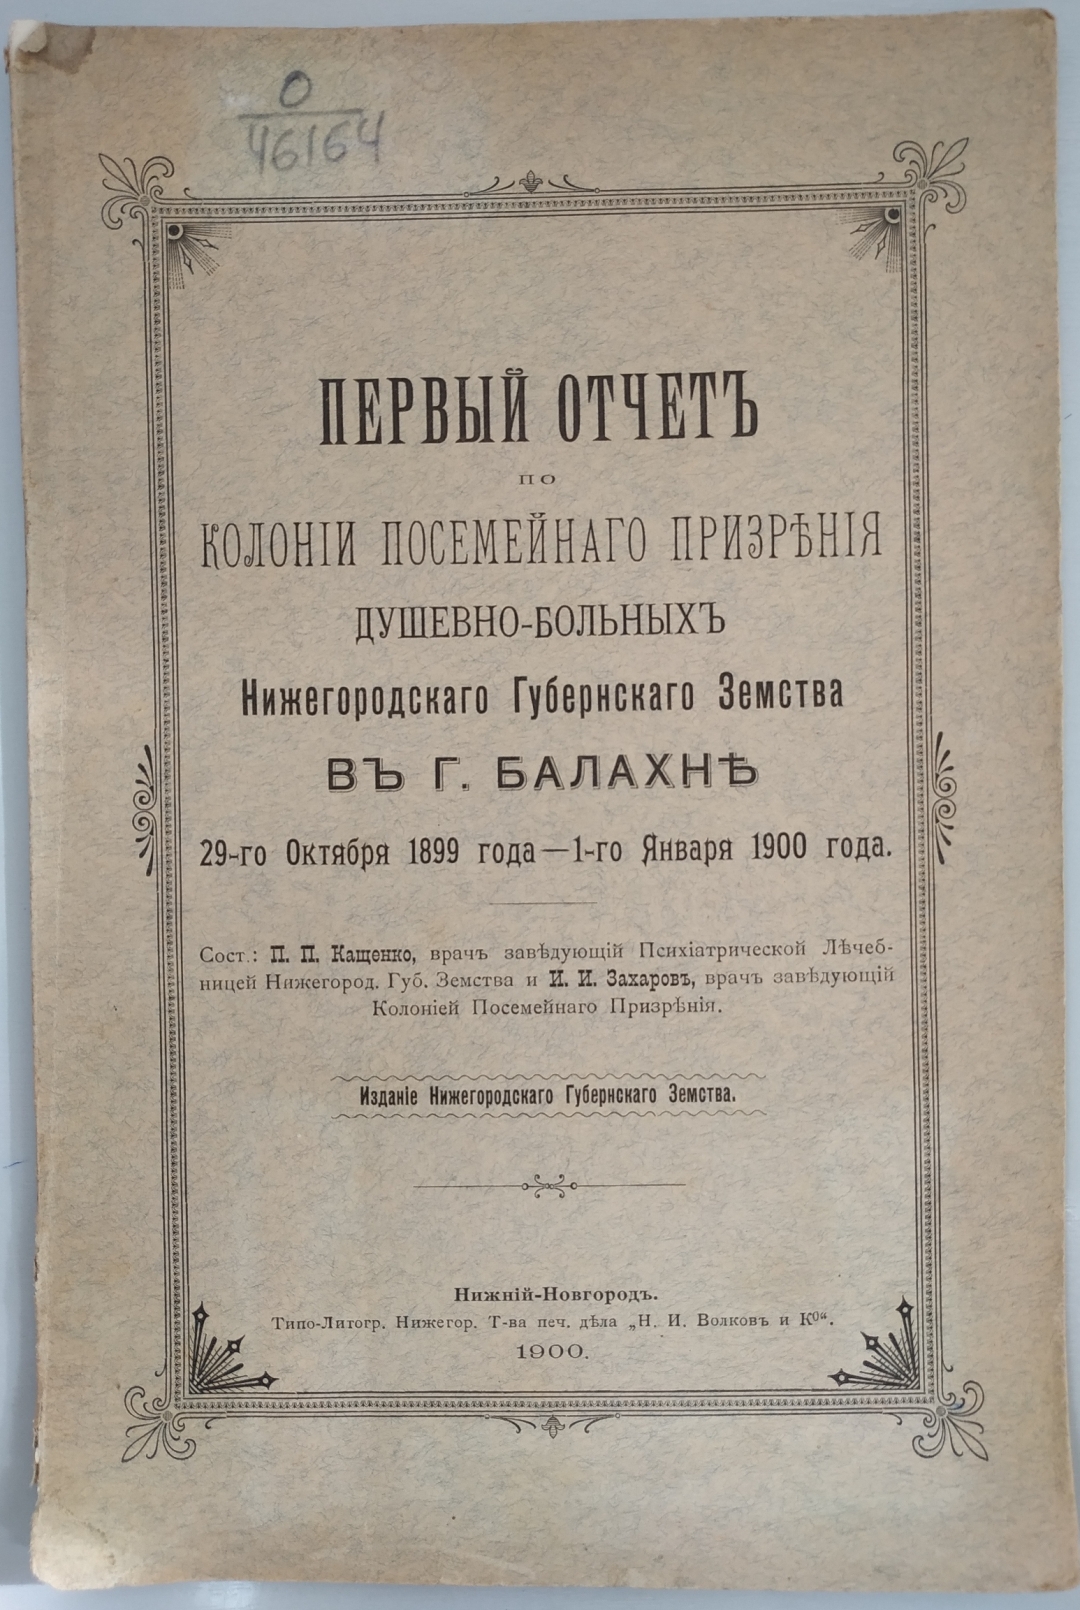 О
46164
ПЕРВЫЙ ОТЧЕТЪ
ПО
КОЛОНІИ ПОСЕМЕЙНАГО ПРИЗРѢНІЯ
ДУШЕВНО-БОЛЬНЫХЪ
Нижегородскаго Губернскаго Земства
ВЪ Г. БАЛАХНѢ
29-го Октября 1899 года—1-го Января 1900 года.
Сост.: П. П. Кащенко, врачъ завѣдующій Психіатрической Лѣчеб-
ницей Нижегород. Губ. Земства и И. И. Захаровъ, врачъ завѣдующій
Колоніей Посемейнаго Призрѣнія.
Изданіе Нижегородскаго Губернскаго Земства.
Нижній-Новгородъ.
Типо-Литогр. Нижегор. Т-ва печ. дѣла „Н. И. Волковъ и К⁰“.
1900.